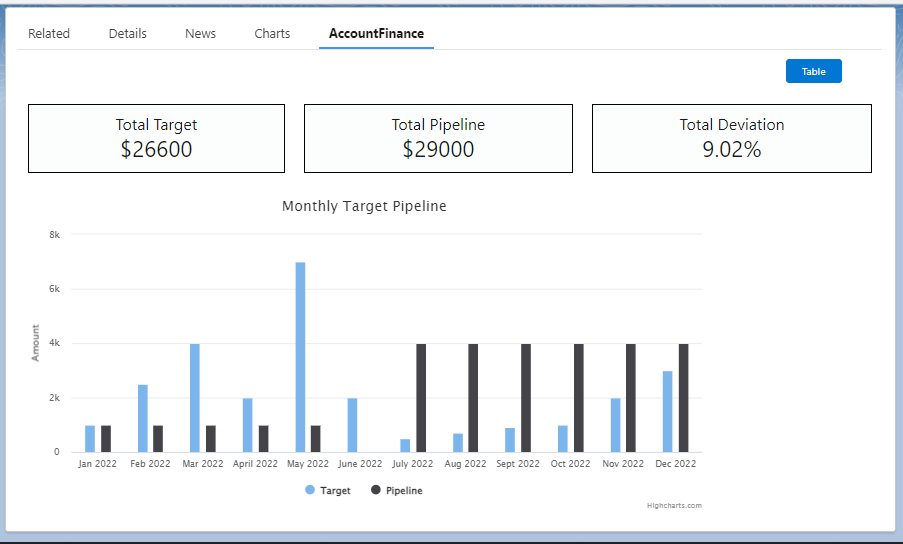 Related Details News Charts AccountFinance
Table
Total Target Total Pipeline Total Deviation
$26600 $29000 9.02%
Monthly Target Pipeline
8k
6k
4k
2k
0
Amount
Jan 2022 Feb 2022 Mar 2022 April 2022 May 2022 June 2022 July 2022 Aug 2022 Sept 2022 Oct 2022 Nov 2022 Dec 2022
Target Pipeline
Highcharts.com